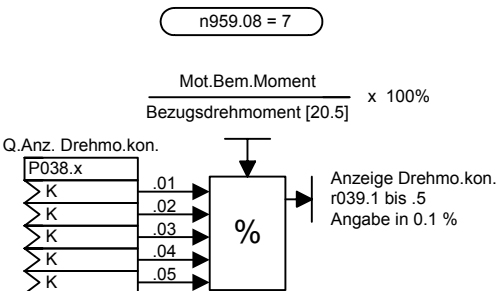 n959.08 = 7
Mot.Bem.Moment
Bezugsdrehmoment [20.5]
x 100%
Q.Anz. Drehmo.kon.
P038.x
K .01
K .02
K .03
K .04
K .05
%
Anzeige Drehmo.kon.
r039.1 bis .5
Angabe in 0.1 %